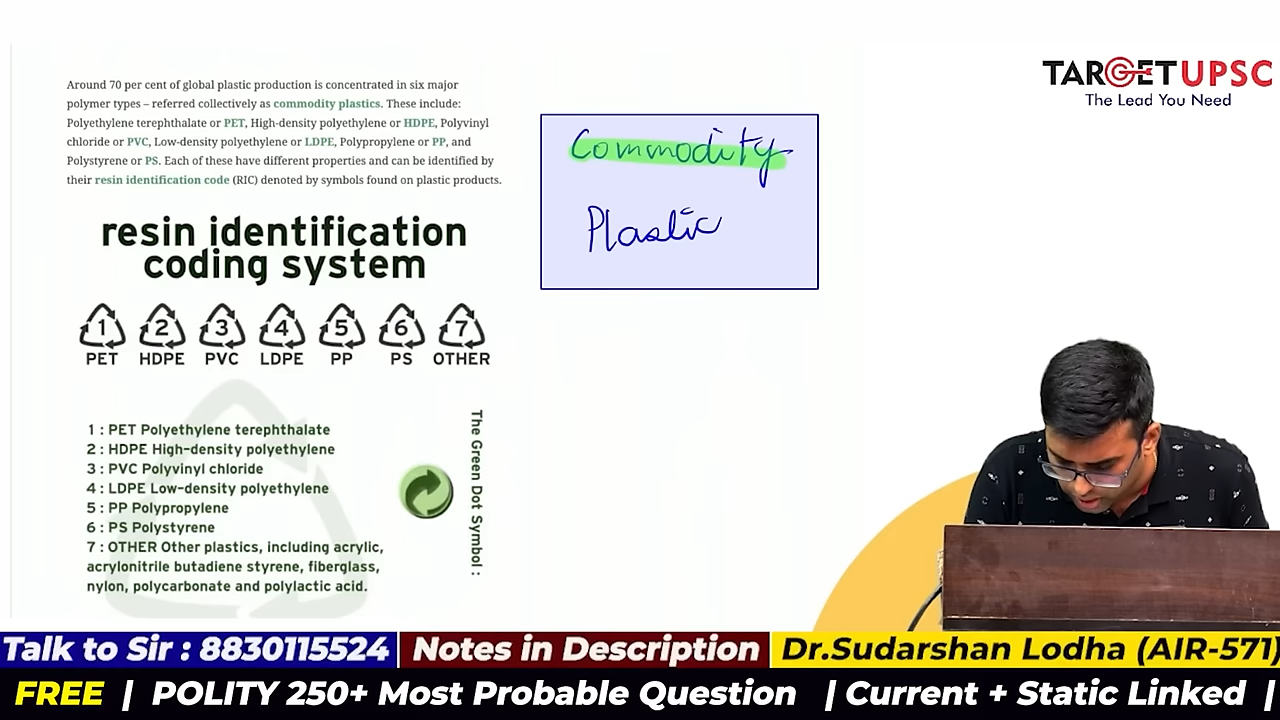 Around 70 per cent of global plastic production is concentrated in six major
polymer types – referred collectively as commodity plastics. These include:
Polyethylene terephthalate or PET, High-density polyethylene or HDPE, Polyvinyl
chloride or PVC, Low-density polyethylene or LDPE, Polypropylene or PP, and
Polystyrene or PS. Each of these have different properties and can be identified by
their resin identification code (RIC) denoted by symbols found on plastic products.
resin identification
coding system
1 2 3 4 5 6 7
PET HDPE PVC LDPE PP PS OTHER
1 : PET Polyethylene terephthalate
2 : HDPE High-density polyethylene
3 : PVC Polyvinyl chloride
4 : LDPE Low-density polyethylene
5 : PP Polypropylene
6 : PS Polystyrene
7 : OTHER Other plastics, including acrylic,
acrylonitrile butadiene styrene, fiberglass,
nylon, polycarbonate and polylactic acid.
The Green Dot Symbol :
Commodity
Plastic
TARGET UPSC
The Lead You Need
Talk to Sir : 8830115524 Notes in Description Dr.Sudarshan Lodha (AIR-571)
FREE | POLITY 250+ Most Probable Question | Current + Static Linked |